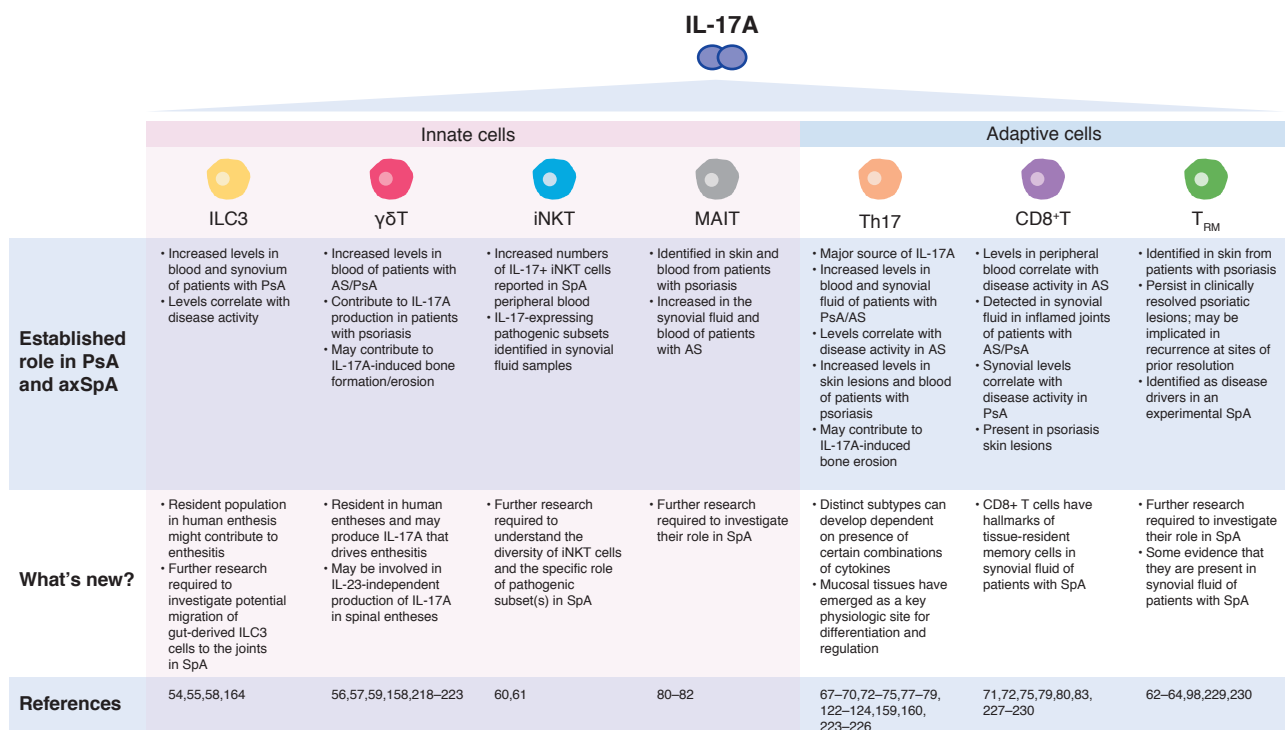 IL-17A
Innate cells
Adaptive cells
ILC3
γδT
iNKT
MAIT
Th17
CD8+T
TRM
Established
role in PsA
and axSpA
• Increased levels in
blood and synovium
of patients with PsA
• Levels correlate with
disease activity
• Increased levels in
blood of patients with
AS/PsA
• Contribute to IL-17A
production in patients
with psoriasis
• May contribute to
IL-17A-induced bone
formation/erosion
• Increased numbers
of IL-17+ iNKT cells
reported in SpA
peripheral blood
• IL-17-expressing
pathogenic subsets
identified in synovial
fluid samples
• Identified in skin and
blood from patients
with psoriasis
• Increased in the
synovial fluid and
blood of patients
with AS
• Major source of IL-17A
• Increased levels in
blood and synovial
fluid of patients with
PsA/AS
• Levels correlate with
disease activity in AS
• Increased levels in
skin lesions and blood
of patients with
psoriasis
• May contribute to
IL-17A-induced
bone erosion
• Levels in peripheral
blood correlate with
disease activity in AS
• Detected in synovial
fluid in inflamed joints
of patients with
AS/PsA
• Synovial levels
correlate with
disease activity in
PsA
• Present in psoriasis
skin lesions
• Identified in skin from
patients with psoriasis
• Persist in clinically
resolved psoriatic
lesions; may be
implicated in
recurrence at sites of
prior resolution
• Identified as disease
drivers in an
experimental SpA
What's new?
• Resident population
in human enthesis
might contribute to
enthesitis
• Further research
required to
investigate potential
migration of
gut-derived ILC3
cells to the joints
in SpA
• Resident in human
entheses and may
produce IL-17A that
drives enthesitis
• May be involved in
IL-23-independent
production of IL-17A
in spinal entheses
• Further research
required to
understand the
diversity of iNKT cells
and the specific role
of pathogenic
subset(s) in SpA
• Further research
required to investigate
their role in SpA
• Distinct subtypes can
develop dependent
on presence of
certain combinations
of cytokines
• Mucosal tissues have
emerged as a key
physiologic site for
differentiation and
regulation
• CD8+ T cells have
hallmarks of
tissue-resident
memory cells in
synovial fluid of
patients with SpA
• Further research
required to investigate
their role in SpA
• Some evidence that
they are present in
synovial fluid of
patients with SpA
References
54,55,58,164
56,57,59,158,218–223
60,61
80–82
67–70,72–75,77–79,
122–124,159,160,
223–226
71,72,75,79,80,83,
227–230
62–64,98,229,230